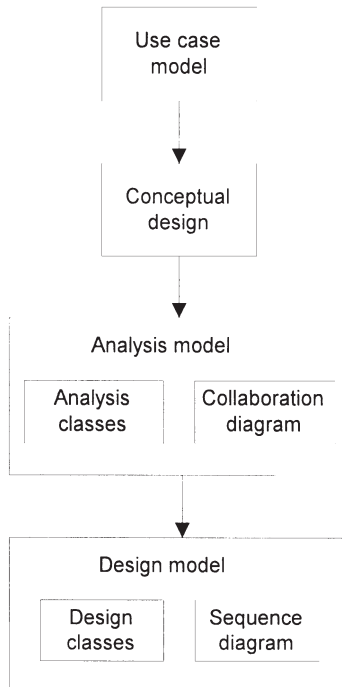 Use case
model
Conceptual
design
Analysis model
Analysis
classes
Collaboration
diagram
Design model
Design
classes
Sequence
diagram